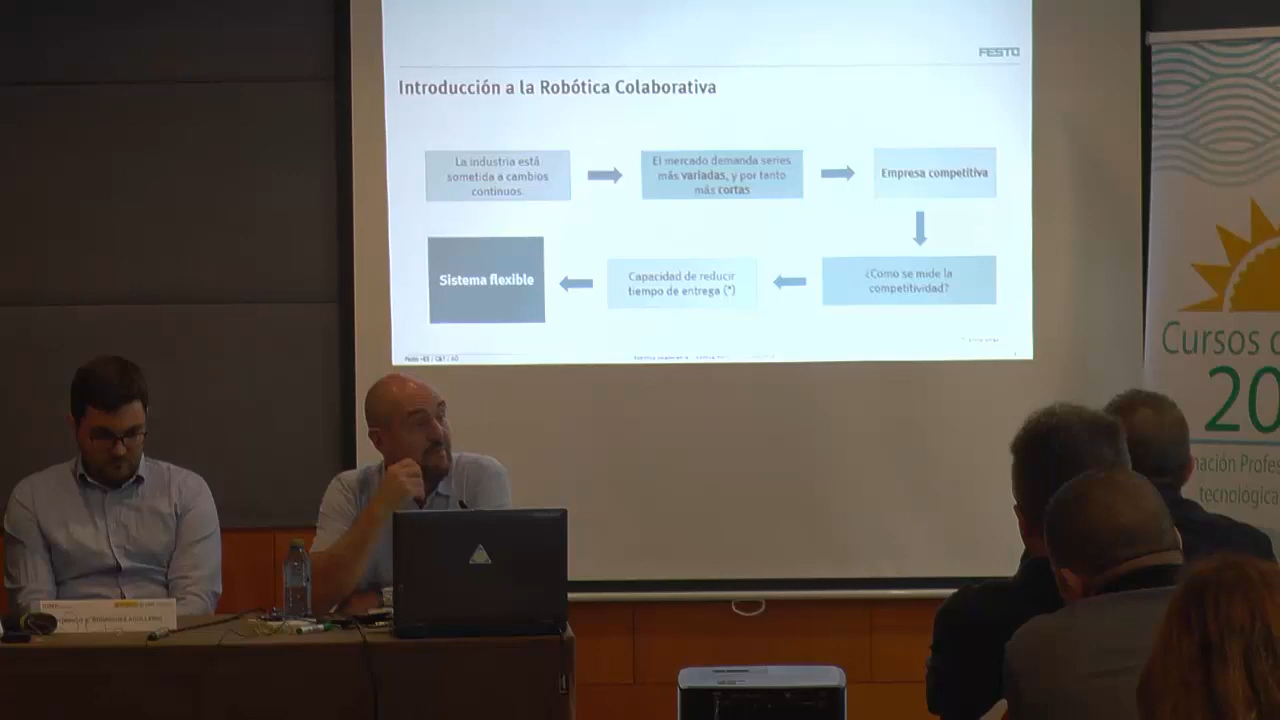 FESTO
Introducción a la Robótica Colaborativa
La industria está
sometida a cambios
continuos.
El mercado demanda series
más variadas, y por tanto
más cortas
Empresa competitiva
¿Como se mide la
competitividad?
Capacidad de reducir
tiempo de entrega (*)
Sistema flexible
Cursos d
20
mación Profes
tecnológica